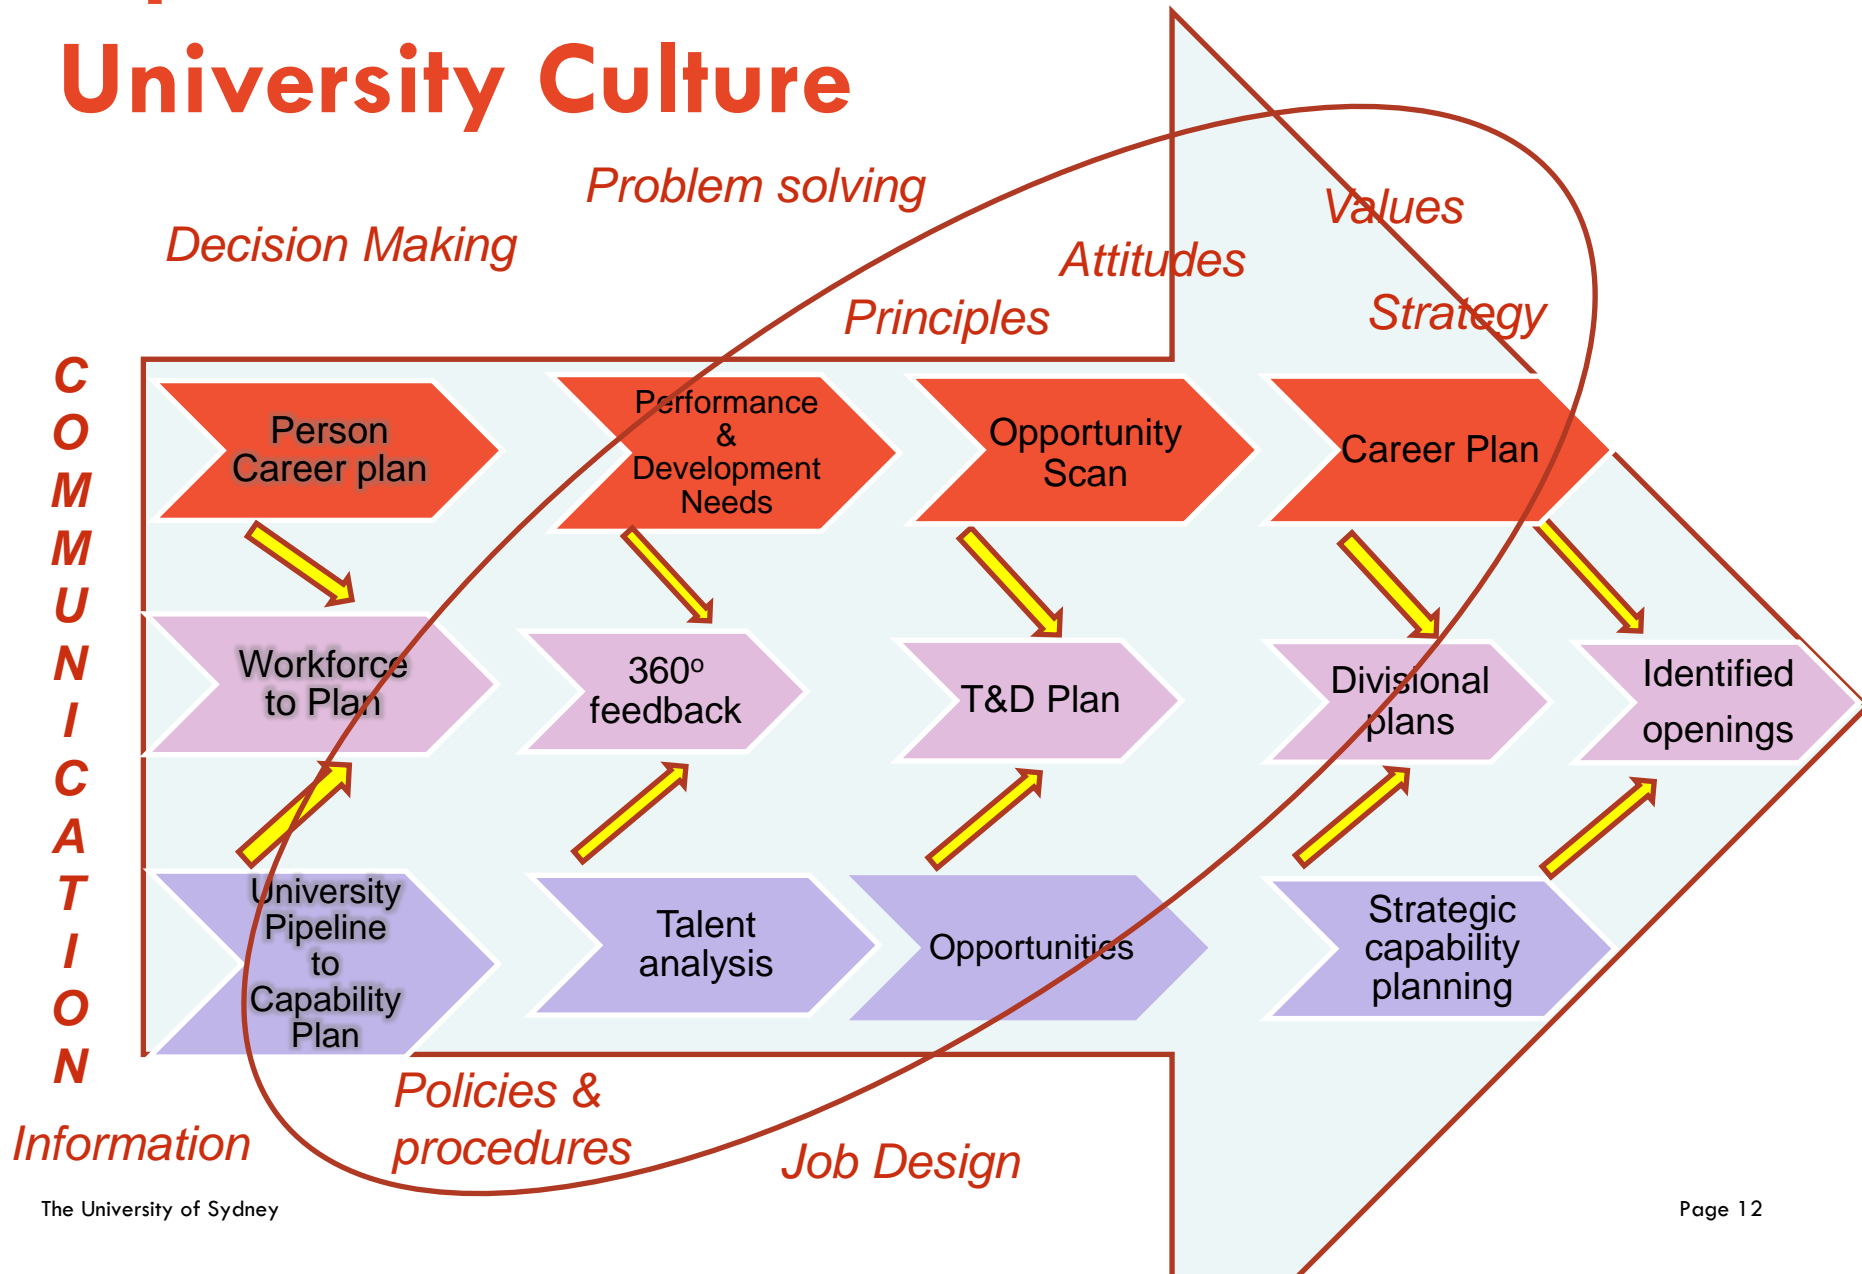 University Culture
Problem solving
Decision Making
Values
Attitudes
Principles
Strategy
COMMUNICATION
Person
Career plan
Performance
&
Development
Needs
Opportunity
Scan
Career Plan
Workforce
to Plan
360º
feedback
T&D Plan
Divisional
plans
Identified
openings
University
Pipeline
to
Capability
Plan
Talent
analysis
Opportunities
Strategic
capability
planning
Policies &
procedures
Information
Job Design
The University of Sydney
Page 12